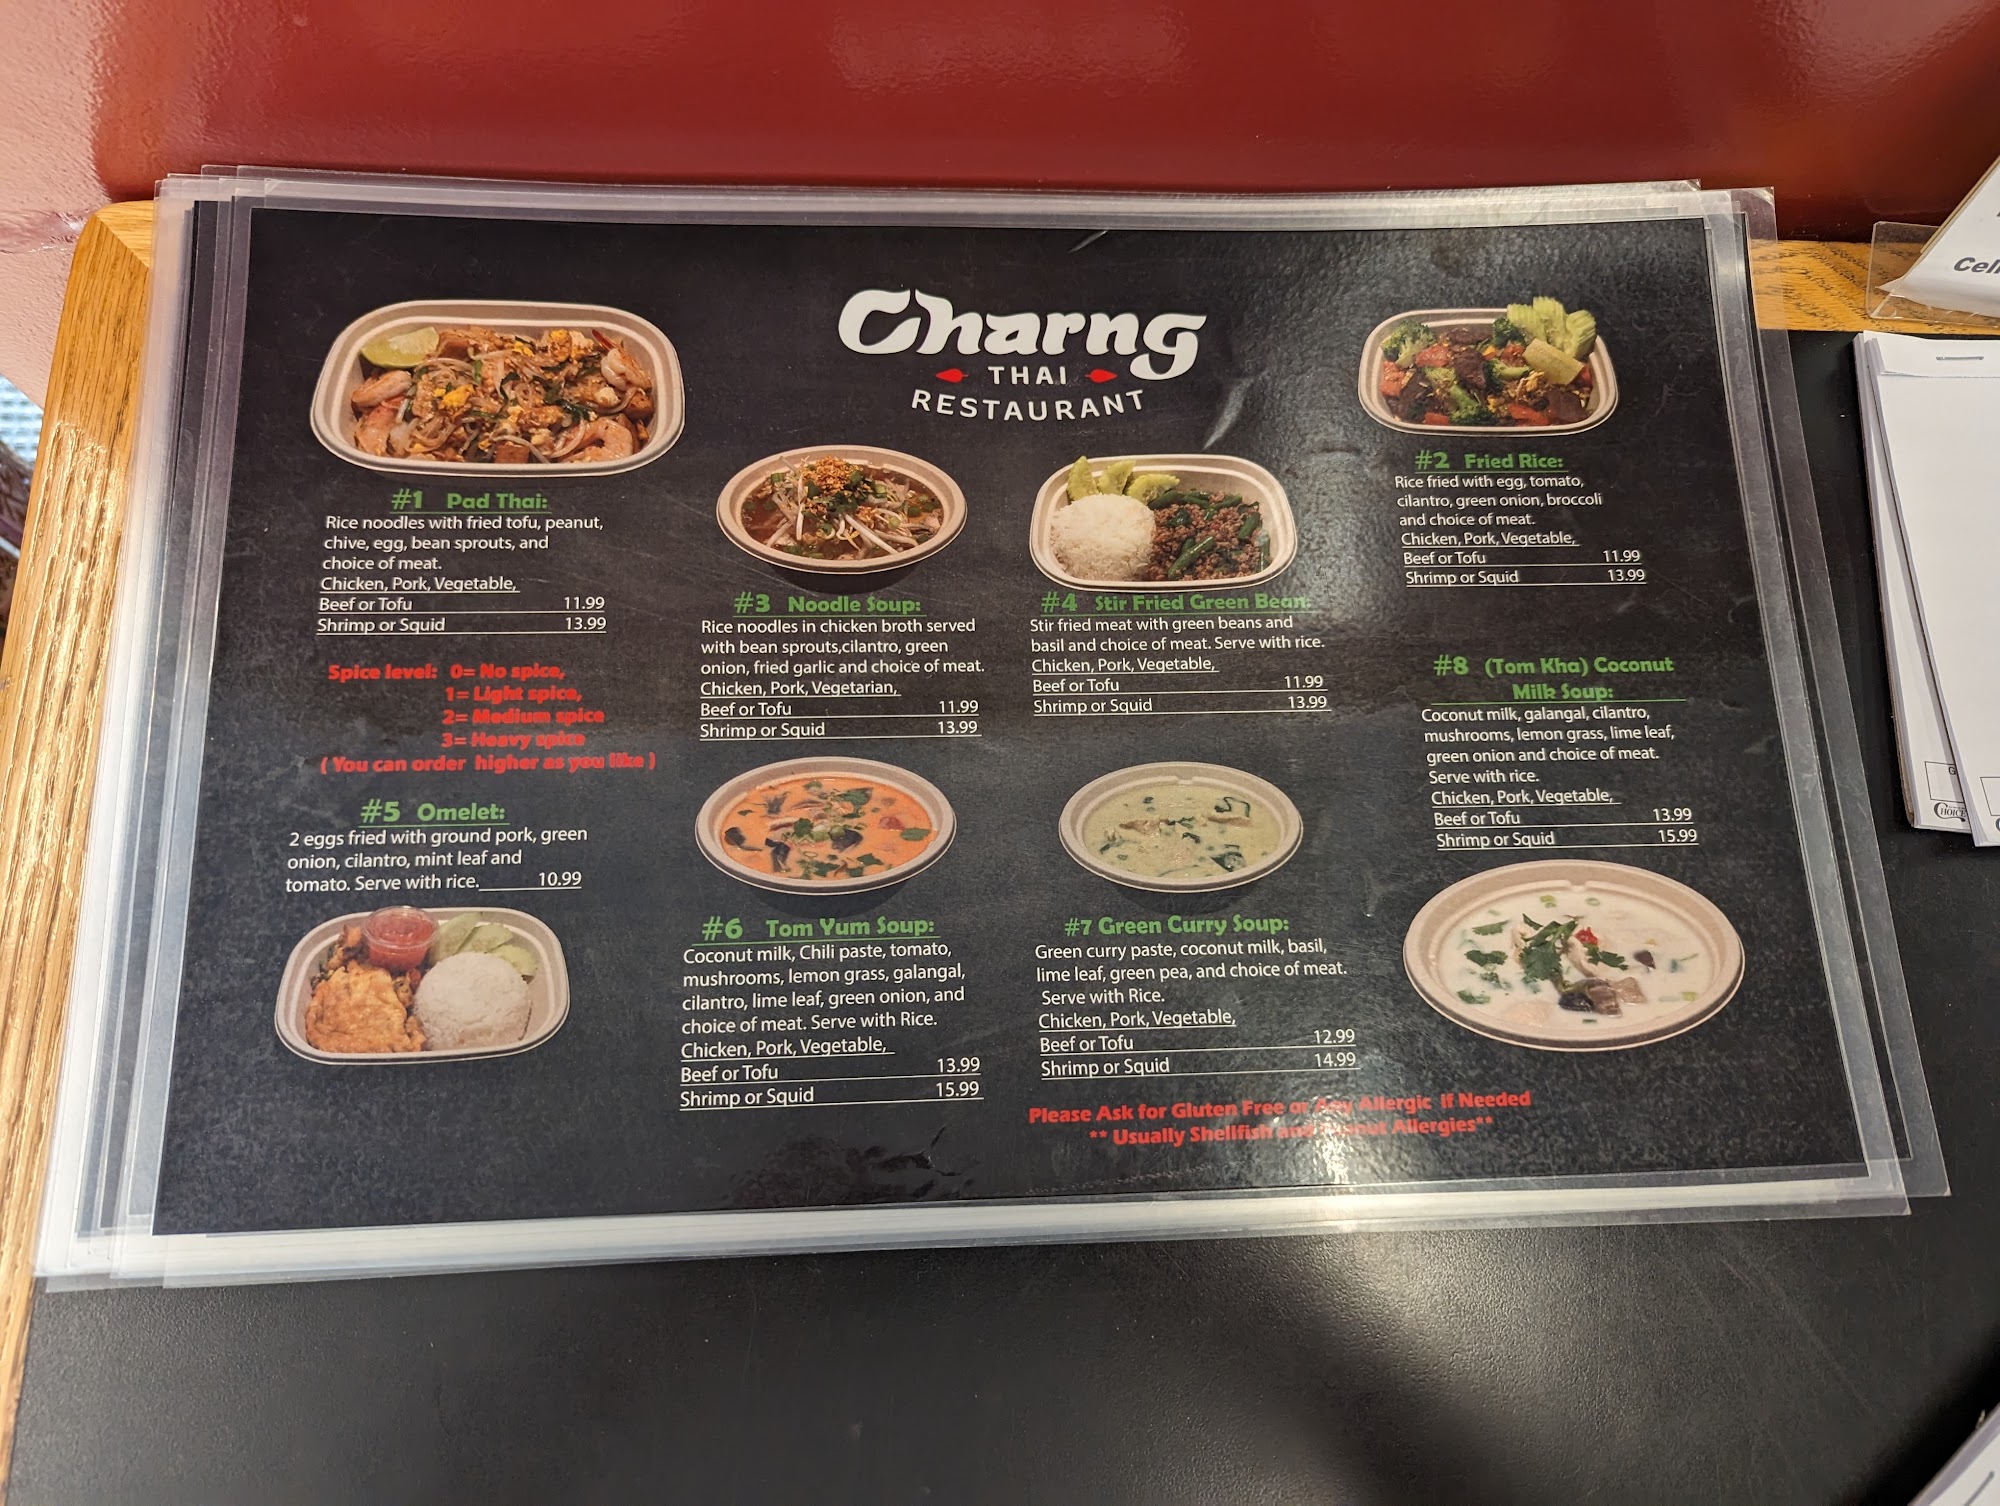 Charng
THAI
RESTAURANT
#1 Pad Thai:
Rice noodles with fried tofu, peanut,
chive, egg, bean sprouts, and
choice of meat.
Chicken, Pork, Vegetable,
Beef or Tofu 11.99
Shrimp or Squid 13.99
Spice level: 0= No spice,
1= Light spice,
2= Medium spice
3= Heavy spice
( You can order higher as you like )
#2 Fried Rice:
Rice fried with egg, tomato,
cilantro, green onion, broccoli
and choice of meat.
Chicken, Pork, Vegetable,
Beef or Tofu 11.99
Shrimp or Squid 13.99
#3 Noodle Soup:
Rice noodles in chicken broth served
with bean sprouts,cilantro, green
onion, fried garlic and choice of meat.
Chicken, Pork, Vegetarian,
Beef or Tofu 11.99
Shrimp or Squid 13.99
#4 Stir Fried Green Bean:
Stir fried meat with green beans and
basil and choice of meat. Serve with rice.
Chicken, Pork, Vegetable,
Beef or Tofu 11.99
Shrimp or Squid 13.99
#5 Omelet:
2 eggs fried with ground pork, green
onion, cilantro, mint leaf and
tomato. Serve with rice. 10.99
#6 Tom Yum Soup:
Coconut milk, Chili paste, tomato,
mushrooms, lemon grass, galangal,
cilantro, lime leaf, green onion, and
choice of meat. Serve with Rice.
Chicken, Pork, Vegetable,
Beef or Tofu 13.99
Shrimp or Squid 15.99
#7 Green Curry Soup:
Green curry paste, coconut milk, basil,
lime leaf, green pea, and choice of meat.
Serve with Rice.
Chicken, Pork, Vegetable,
Beef or Tofu 12.99
Shrimp or Squid 14.99
#8 (Tom Kha) Coconut
Milk Soup:
Coconut milk, galangal, cilantro,
mushrooms, lemon grass, lime leaf,
green onion and choice of meat.
Serve with rice.
Chicken, Pork, Vegetable,
Beef or Tofu 13.99
Shrimp or Squid 15.99
Please Ask for Gluten Free or Any Allergic if Needed
** Usually Shellfish and Allergies**
CHOICE